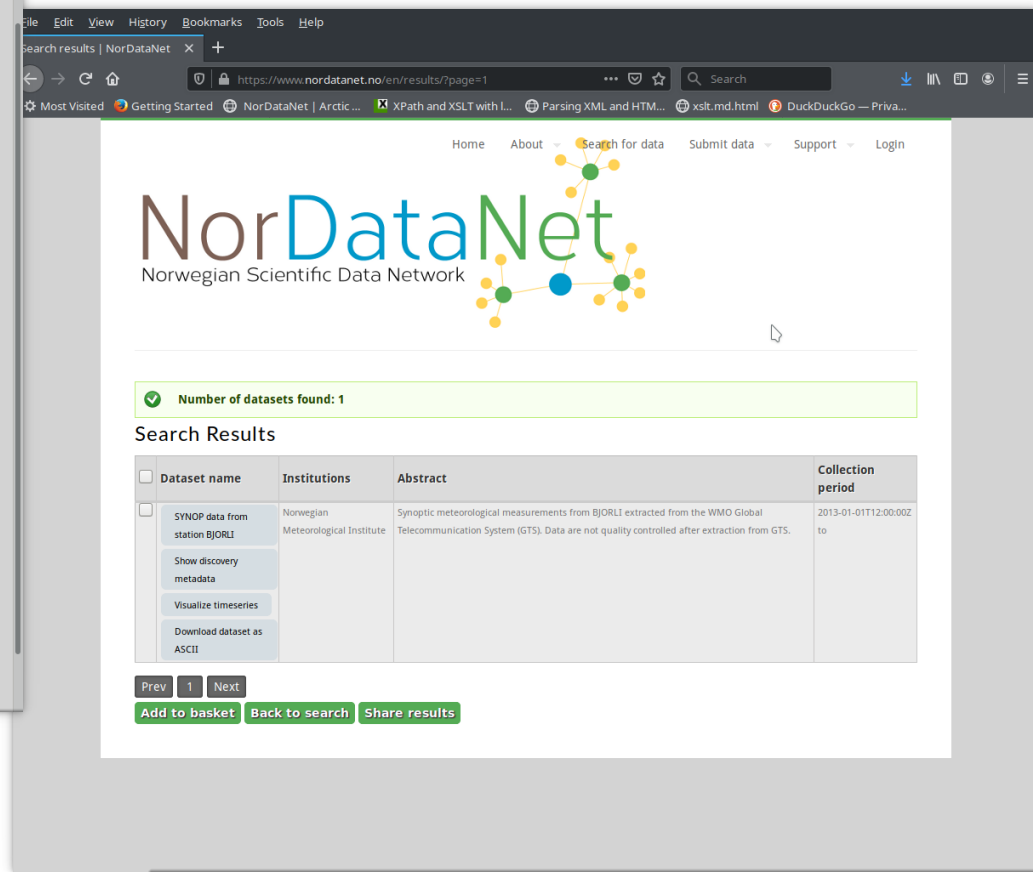 File Edit View History Bookmarks Tools Help
Search results | NorDataNet
https://www.nordatanet.no/en/results/?page=1
Search
Most Visited Getting Started NorDataNet | Arctic ... XPath and XSLT with l... Parsing XML and HTM... xslt.md.html DuckDuckGo — Priva...
Home About Search for data Submit data Support Login
NorDataNet
Norwegian Scientific Data Network
Number of datasets found: 1
Search Results
Dataset name Institutions Abstract Collection
period
SYNOP data from
station BJORLI
Show discovery
metadata
Visualize timeseries
Download dataset as
ASCII
Norwegian
Meteorological Institute
Synoptic meteorological measurements from BJORLI extracted from the WMO Global
Telecommunication System (GTS). Data are not quality controlled after extraction from GTS.
2013-01-01T12:00:00Z
to
Prev 1 Next
Add to basket Back to search Share results